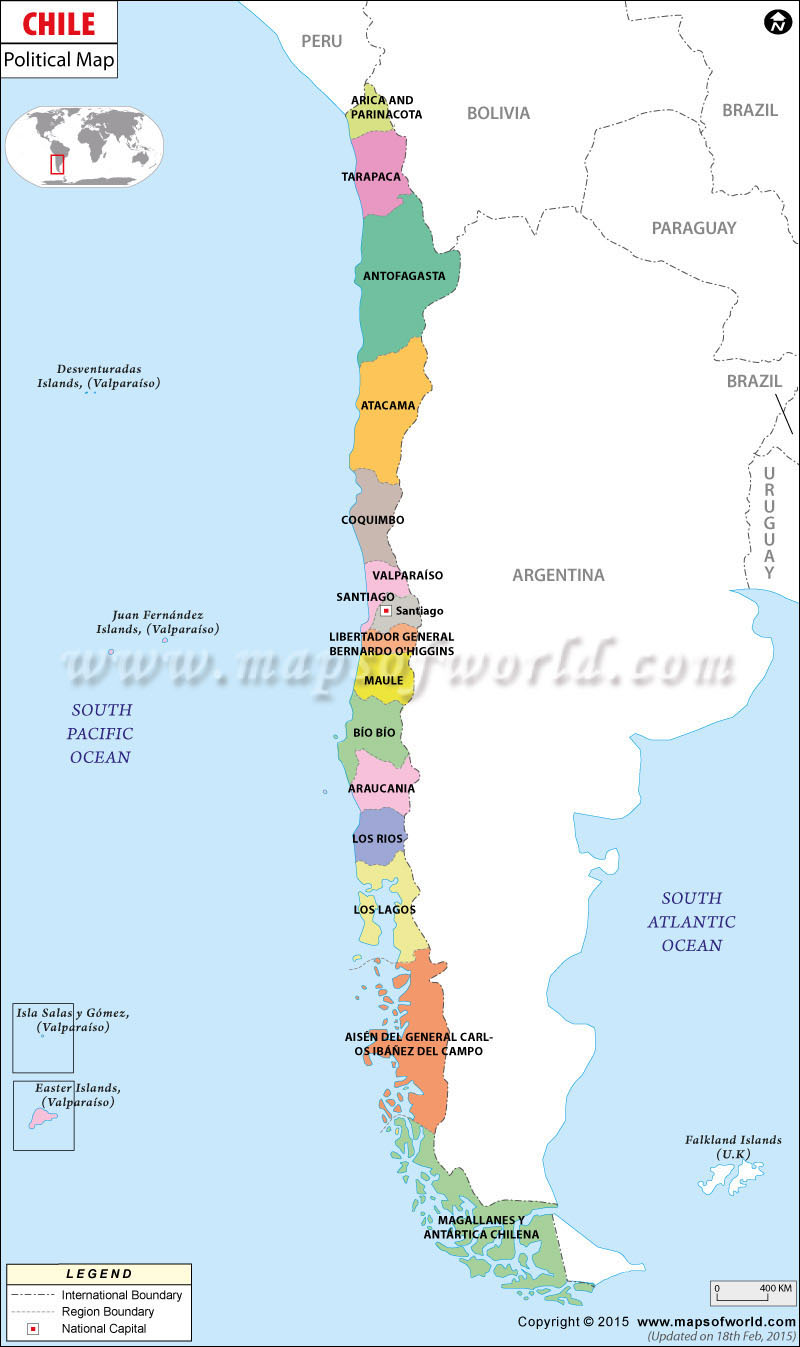 CHILE
Political Map
PERU
BOLIVIA
BRAZIL
ARICA AND
PARINACOTA
TARAPACA
PARAGUAY
ANTOFAGASTA
Desventuradas
Islands, (Valparaíso)
BRAZIL
ATACAMA
URUGUAY
COQUIMBO
VALPARAÍSO
ARGENTINA
SANTIAGO
Santiago
Juan Fernández
Islands, (Valparaíso)
LIBERTADOR GENERAL
BERNARDO O'HIGGINS
www.mapsofworld.com
MAULE
SOUTH
PACIFIC
OCEAN
BÍO BÍO
ARAUCANIA
LOS RIOS
LOS LAGOS
SOUTH
ATLANTIC
OCEAN
Isla Salas y Gómez,
(Valparaíso)
AISÉN DEL GENERAL CARL-
OS IBÁÑEZ DEL CAMPO
Easter Islands,
(Valparaíso)
Falkland Islands
(U.K)
MAGALLANES Y
ANTÁRTICA CHILENA
LEGEND
International Boundary
Region Boundary
National Capital
0 400 KM
Copyright © 2015 www.mapsofworld.com
(Updated on 18th Feb, 2015)